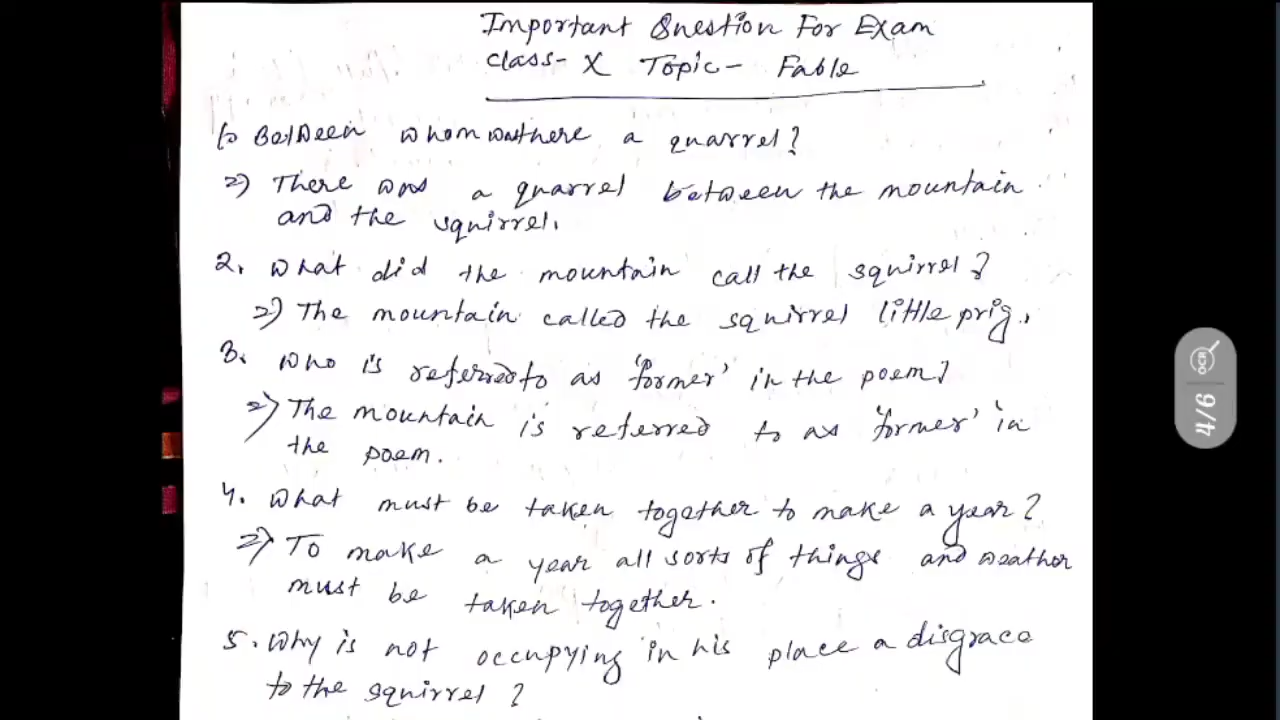 Important Question For Exam
Class- X Topic- Fable
1. Between whom was there a quarrel?
=) There was a quarrel between the mountain
and the squirrel.
2. What did the mountain call the squirrel?
=) The mountain called the squirrel little prig.
3. Who is referred to as 'former' in the poem?
=) The mountain is referred to as 'former' in
the poem.
4. What must be taken together to make a year?
=) To make a year all sorts of things and weather
must be taken together.
5. Why is not occupying in his place a disgrace
to the squirrel?
OCR
4/6